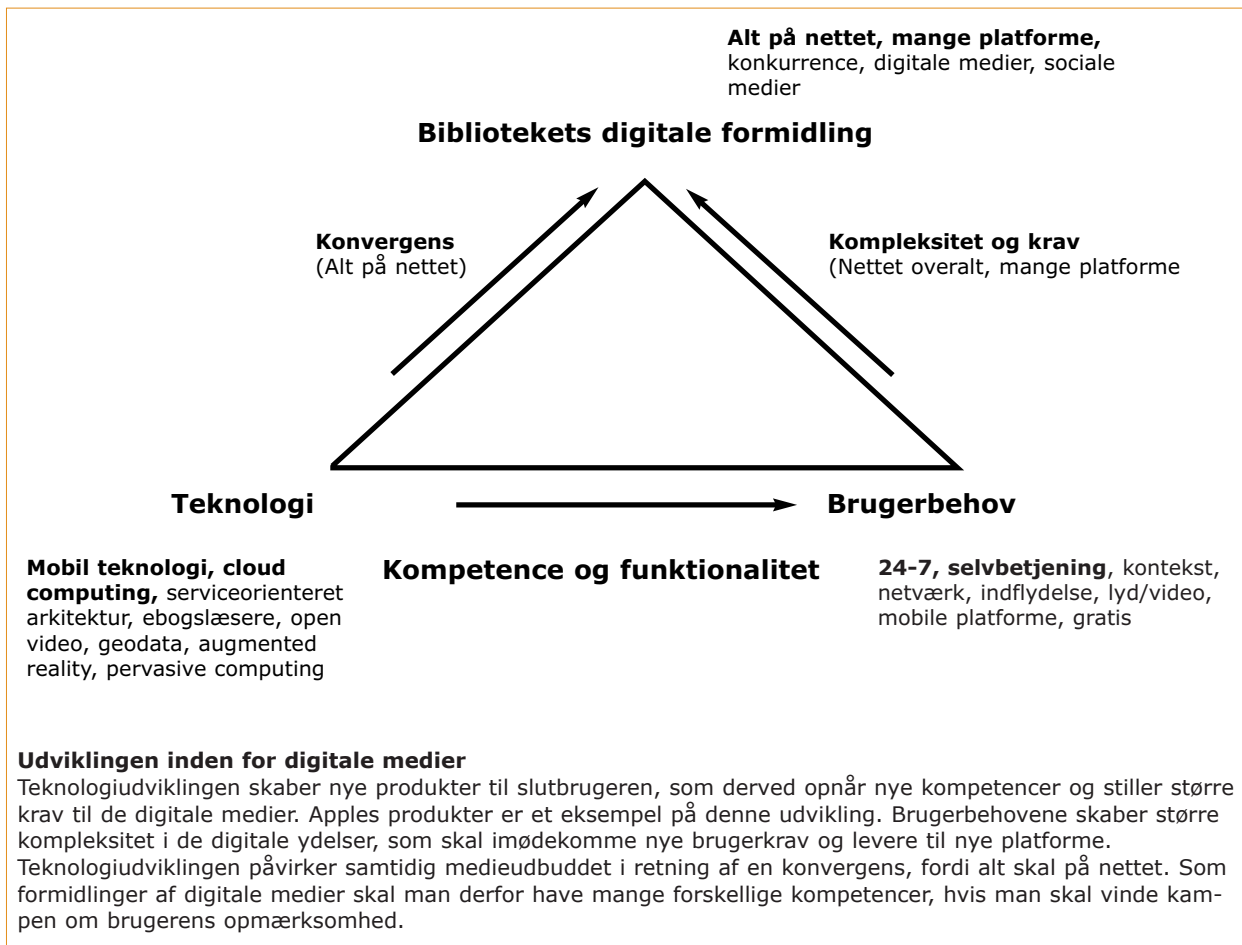 Alt på nettet, mange platforme,
konkurrence, digitale medier, sociale
medier
Bibliotekets digitale formidling
Konvergens
(Alt på nettet)
Kompleksitet og krav
(Nettet overalt, mange platforme
Teknologi
Brugerbehov
Mobil teknologi, cloud
computing, serviceorienteret
arkitektur, ebogslæsere, open
video, geodata, augmented
reality, pervasive computing
Kompetence og funktionalitet
24-7, selvbetjening, kontekst,
netværk, indflydelse, lyd/video,
mobile platforme, gratis
Udviklingen inden for digitale medier
Teknologiudviklingen skaber nye produkter til slutbrugeren, som derved opnår nye kompetencer og stiller større
krav til de digitale medier. Apples produkter er et eksempel på denne udvikling. Brugerbehovene skaber større
kompleksitet i de digitale ydelser, som skal imødekomme nye brugerkrav og levere til nye platforme.
Teknologiudviklingen påvirker samtidig medieudbuddet i retning af en konvergens, fordi alt skal på nettet. Som
formidlinger af digitale medier skal man derfor have mange forskellige kompetencer, hvis man skal vinde kam-
pen om brugerens opmærksomhed.